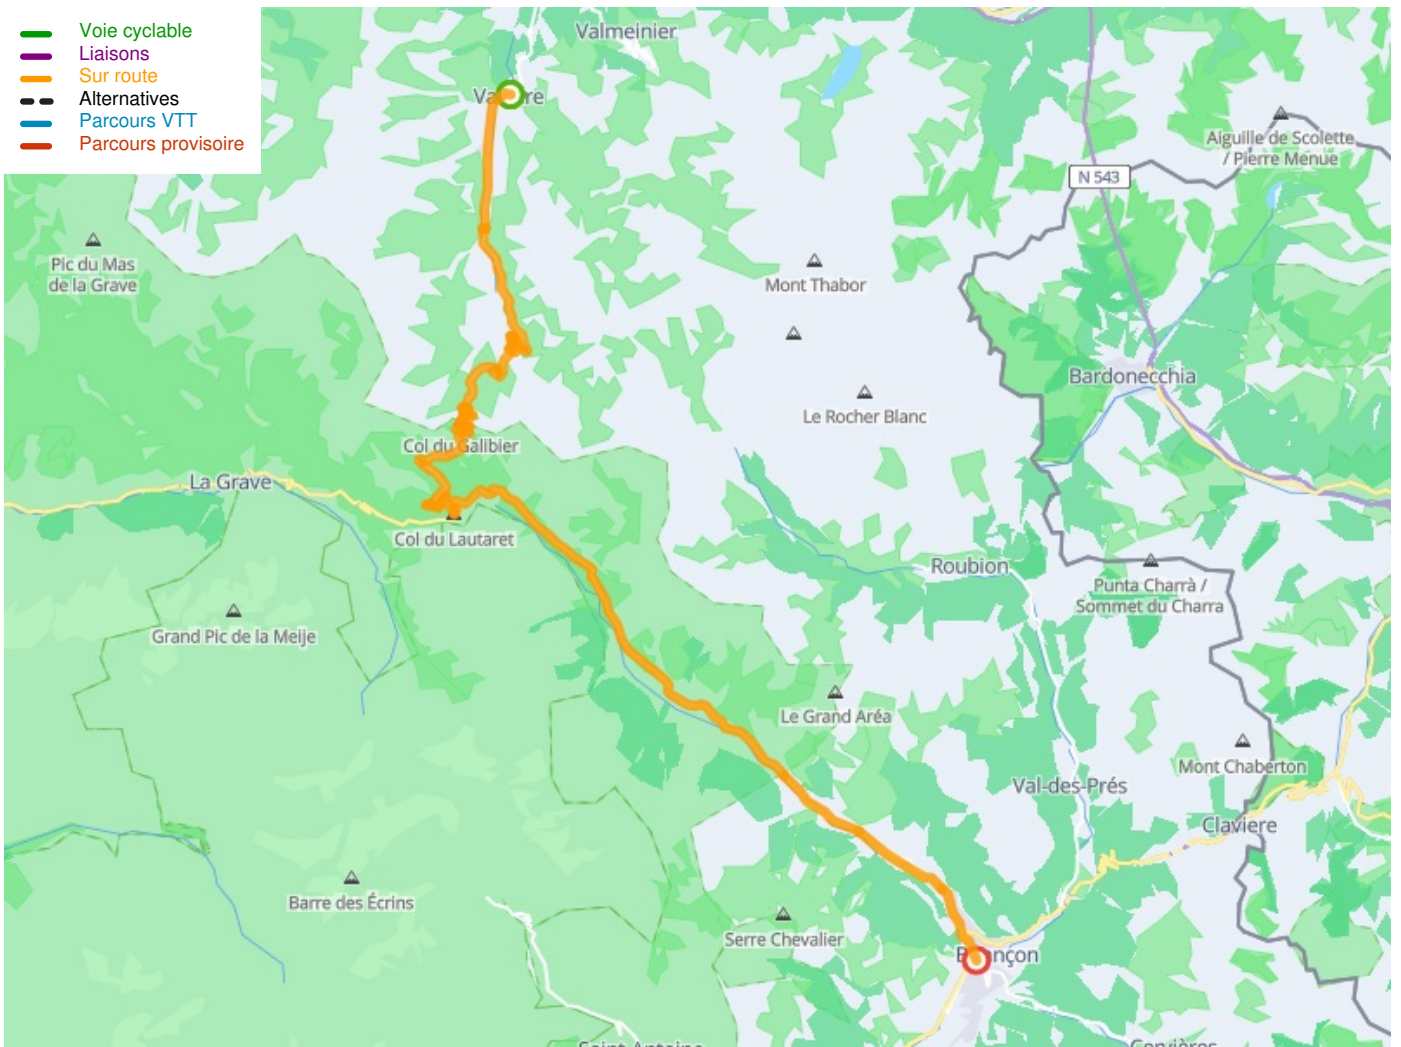 Voie cyclable
Liaisons
Sur route
Alternatives
Parcours VTT
Parcours provisoire
Valmeinier
Aiguille de Scolette
/ Pierre Menue
N 543
Pic du Mas
de la Grave
Mont Thabor
Bardonecchia
Le Rocher Blanc
Col du Galibier
La Grave
Col du Lautaret
Roubion
Punta Charrà /
Sommet du Charra
Grand Pic de la Meije
Le Grand Aréa
Mont Chaberton
Val-des-Prés
Claviere
Barre des Écrins
Serre Chevalier